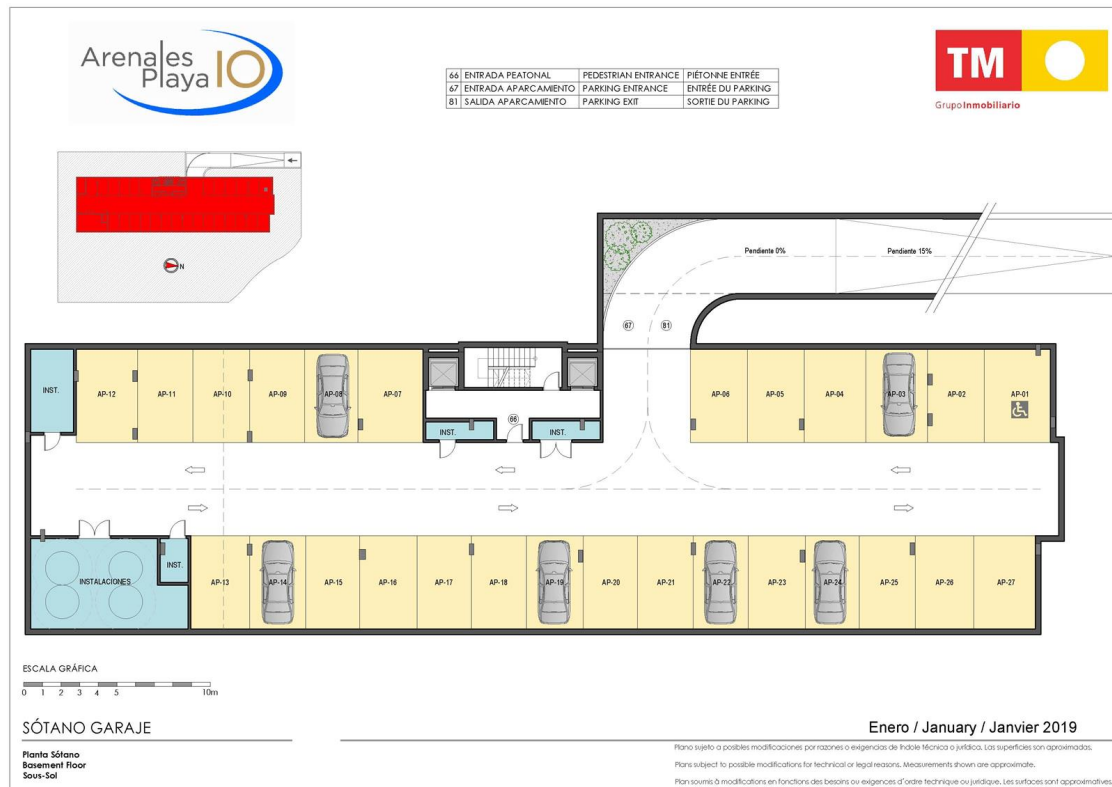 Arenales
Playa 10
TM
Grupo Inmobiliario
66 ENTRADA PEATONAL PEDESTRIAN ENTRANCE PIÉTONNE ENTRÉE
67 ENTRADA APARCAMIENTO PARKING ENTRANCE ENTRÉE DU PARKING
81 SALIDA APARCAMIENTO PARKING EXIT SORTIE DU PARKING
N
Pendiente 0% Pendiente 15%
67 81
INST. AP-12 AP-11 AP-10 AP-09 AP-08 AP-07 AP-06 AP-05 AP-04 AP-03 AP-02 AP-01
66
INST. INST.
INSTALACIONES INST. AP-13 AP-14 AP-15 AP-16 AP-17 AP-18 AP-19 AP-20 AP-21 AP-22 AP-23 AP-24 AP-25 AP-26 AP-27
ESCALA GRÁFICA
0 1 2 3 4 5 10m
SÓTANO GARAJE
Enero / January / Janvier 2019
Planta Sótano
Basement Floor
Sous-Sol
Plano sujeto a posibles modificaciones por razones o exigencias de índole técnica o jurídica. Las superficies son aproximadas.
Plans subject to possible modifications for technical or legal reasons. Measurements shown are approximate.
Plan soumis à modifications en fonctions des besoins ou exigences d'ordre technique ou juridique. Les surfaces sont approximatives.